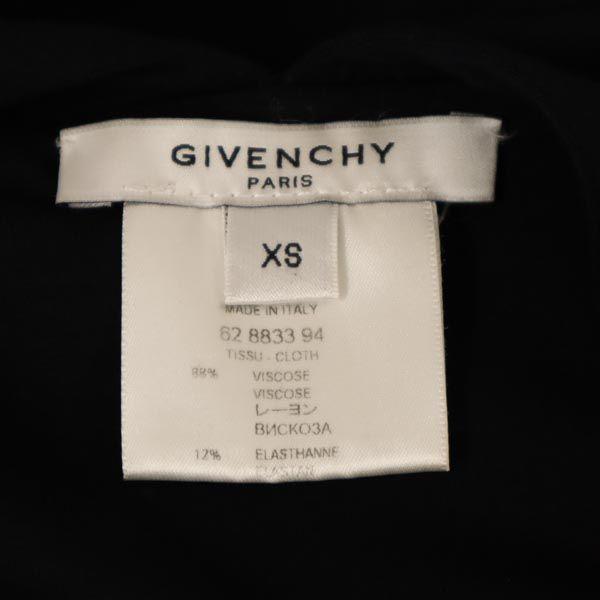 GIVENCHY
PARIS
XS
MADE IN ITALY
62 8833 94
TISSU - CLOTH
88% VISCOSE
VISCOSE
レーヨン
ВИСКОЗА
12% ELASTHANNE
ELASTAN